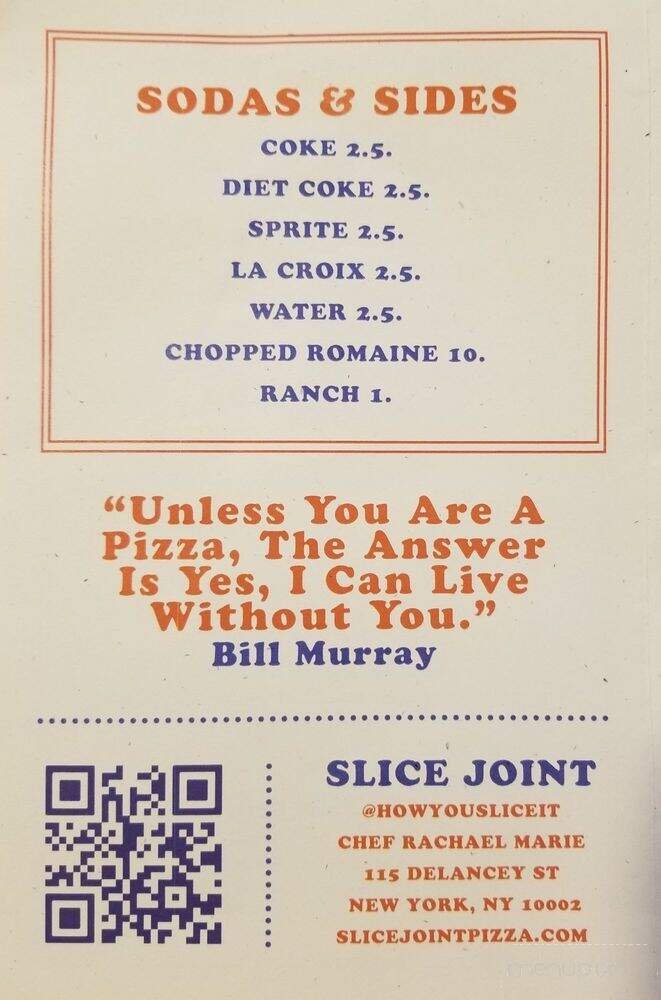 SODAS & SIDES
COKE 2.5.
DIET COKE 2.5.
SPRITE 2.5.
LA CROIX 2.5.
WATER 2.5.
CHOPPED ROMAINE 10.
RANCH 1.
“Unless You Are A
Pizza, The Answer
Is Yes, I Can Live
Without You.”
Bill Murray
SLICE JOINT
@HOWYOUSLICEIT
CHEF RACHAEL MARIE
115 DELANCEY ST
NEW YORK, NY 10002
SLICEJOINTPIZZA.COM